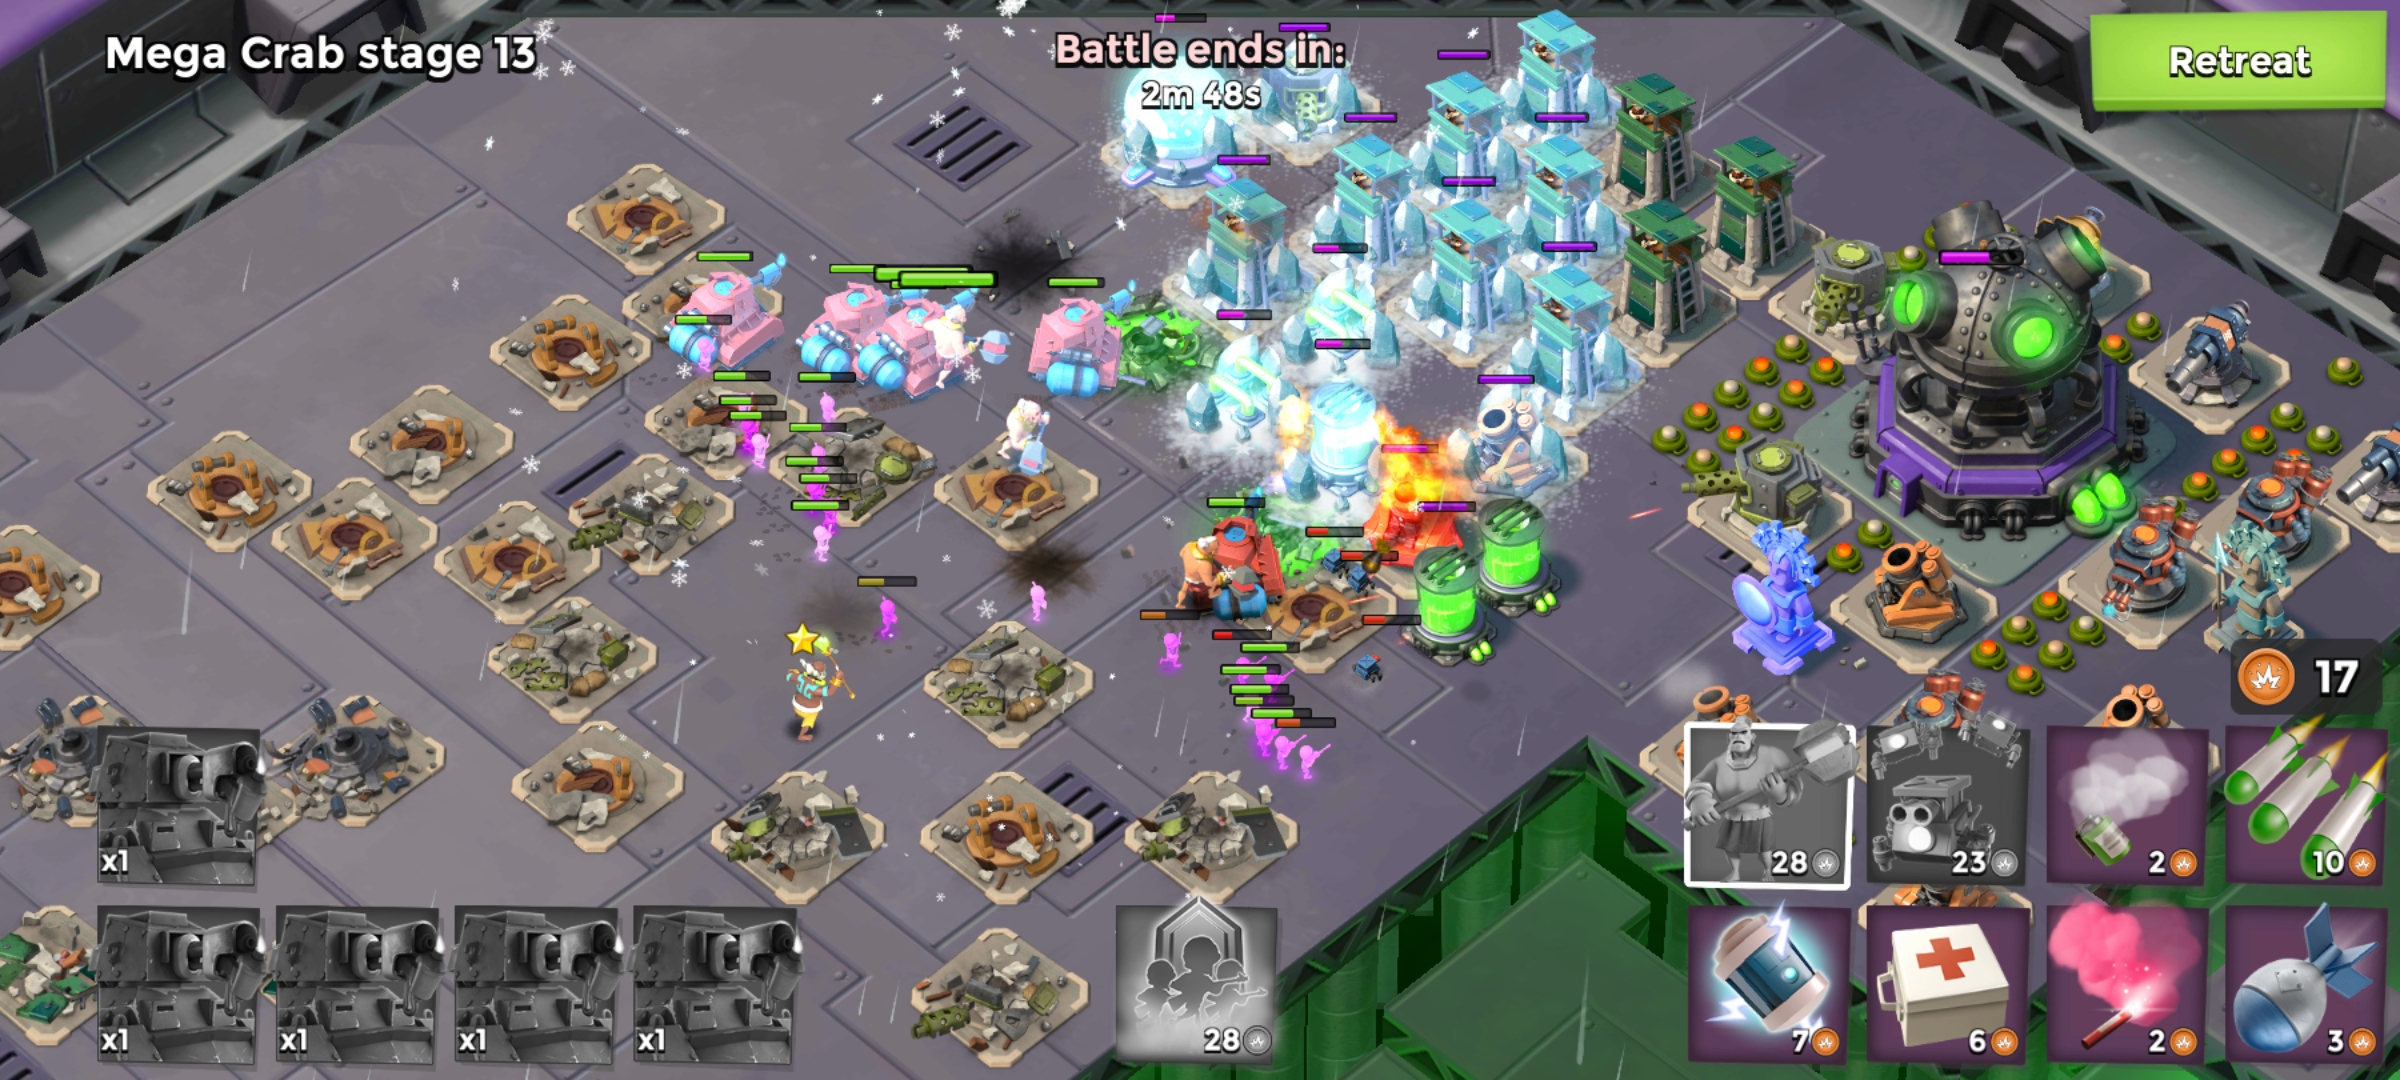 Mega Crab stage 13
Battle ends in:
2m 48s
Retreat
17
28
23
2
10
x1
x1
x1
x1
x1
28
7
6
2
3